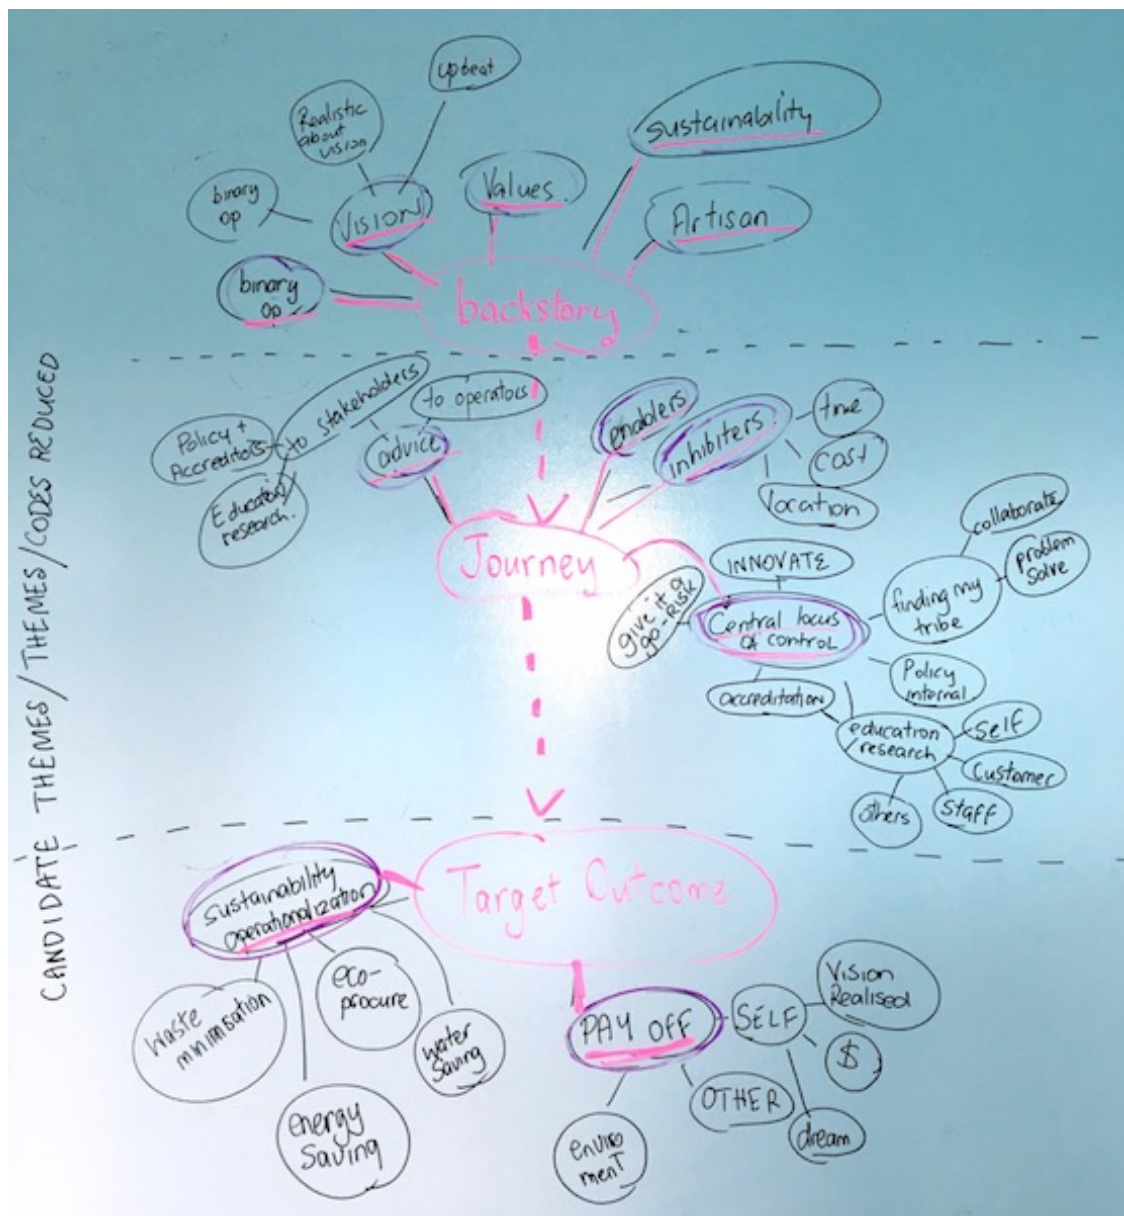 upbeat
Realistic
about
vision
sustainability
binary
op
VISION
Values
Artisan
binary
op
backstory
CANDIDATE THEMES/THEMES/CODES REDUCED
to stakeholders
to operators
Policy +
Accreditors
advice
Education
research.
enablers
inhibiters
time
cost
location
Journey
INNOVATE
give it a
go-Risk
Central locus
of control
finding my
tribe
collaborate
problem
solve
Policy
internal
accreditation
education
research
self
Customer
Staff
others
Target Outcome
Sustainability
operationalization
Waste
minimisation
eco-
procure
water
Saving
energy
Saving
PAY OFF
SELF
Vision
Realised
$
dream
OTHER
enviro
ment